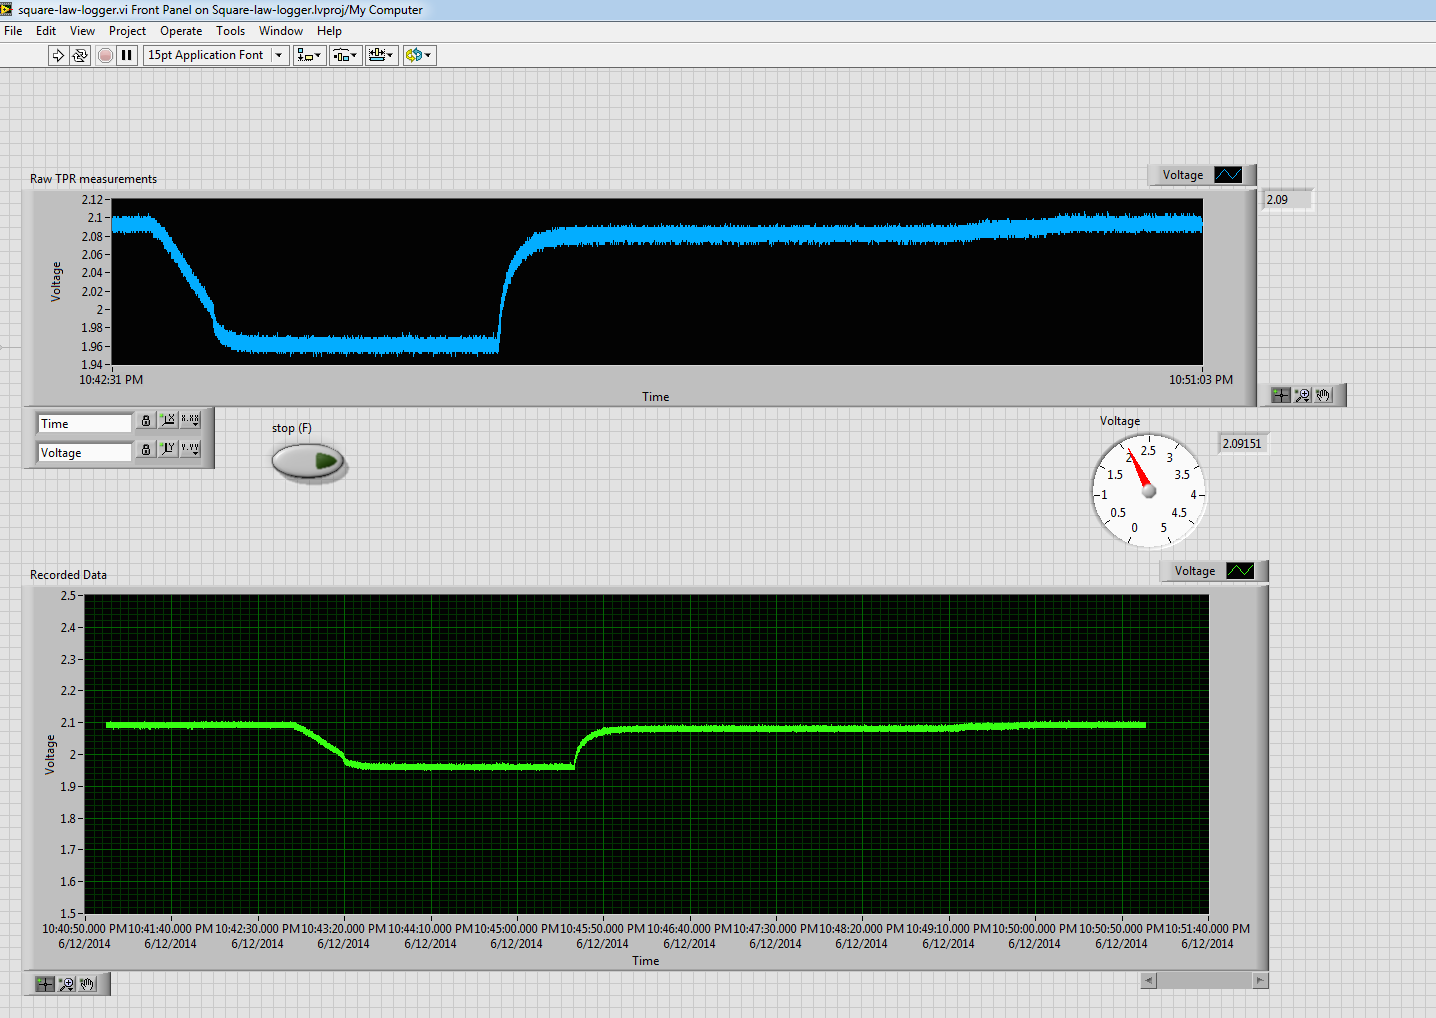 square-law-logger.vi Front Panel on Square-law-logger.lvproj/My Computer
File Edit View Project Operate Tools Window Help
15pt Application Font
Voltage
Raw TPR measurements
2.09
2.12
2.1
2.08
2.06
2.04
2.02
2
1.98
1.96
1.94
Voltage
10:42:31 PM 10:51:03 PM
Time
Time
X.XX
Voltage
Y.YY
stop (F)
Voltage
2.09151
0
0.5
1
1.5
2
2.5
3
3.5
4
4.5
5
Voltage
Recorded Data
2.5
2.4
2.3
2.2
2.1
2
1.9
1.8
1.7
1.6
1.5
Voltage
10:40:50.000 PM 10:41:40.000 PM 10:42:30.000 PM 10:43:20.000 PM 10:44:10.000 PM 10:45:00.000 PM 10:45:50.000 PM 10:46:40.000 PM 10:47:30.000 PM 10:48:20.000 PM 10:49:10.000 PM 10:50:00.000 PM 10:50:50.000 PM 10:51:40.000 PM
6/12/2014 6/12/2014 6/12/2014 6/12/2014 6/12/2014 6/12/2014 6/12/2014 6/12/2014 6/12/2014 6/12/2014 6/12/2014 6/12/2014 6/12/2014 6/12/2014
Time